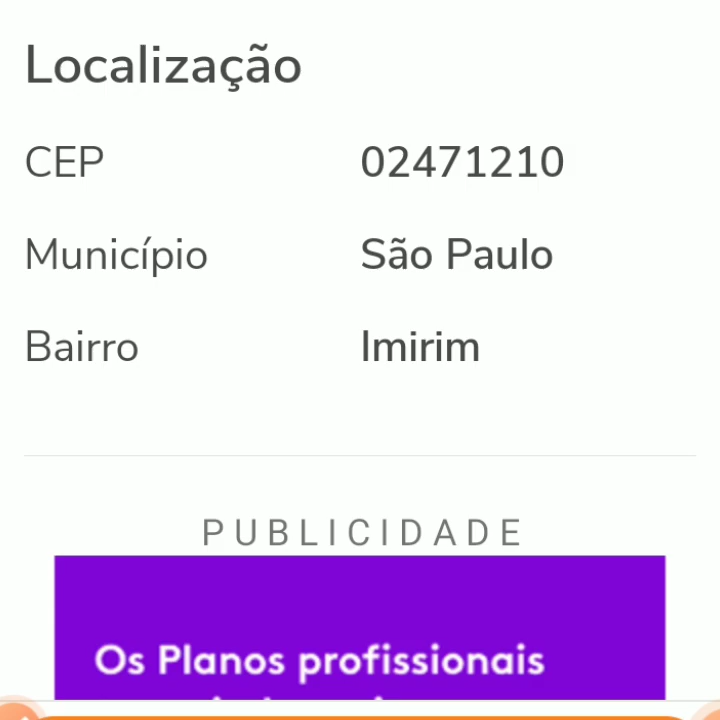 Localização
CEP 02471210
Município São Paulo
Bairro Imirim
PUBLICIDADE
Os Planos profissionais